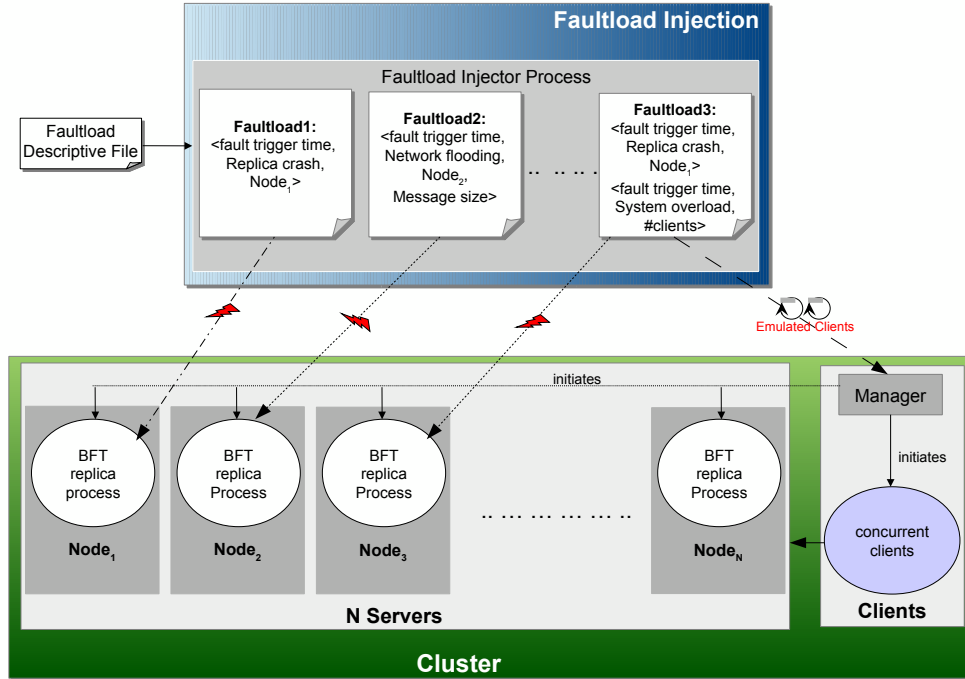 Faultload Injection
Faultload Injector Process
Faultload
Descriptive File
Faultload1:
<fault trigger time,
Replica crash,
Node1>
Faultload2:
<fault trigger time,
Network flooding,
Node2,
Message size>
.. .. .. ..
Faultload3:
<fault trigger time,
Replica crash,
Node1>
<fault trigger time,
System overload,
#clients>
Emulated Clients
initiates
Manager
initiates
BFT
replica
process
Node1
BFT
replica
Process
Node2
BFT
replica
Process
Node3
.. ... ... ... ... ... ..
BFT
replica
Process
NodeN
concurrent
clients
N Servers
Clients
Cluster